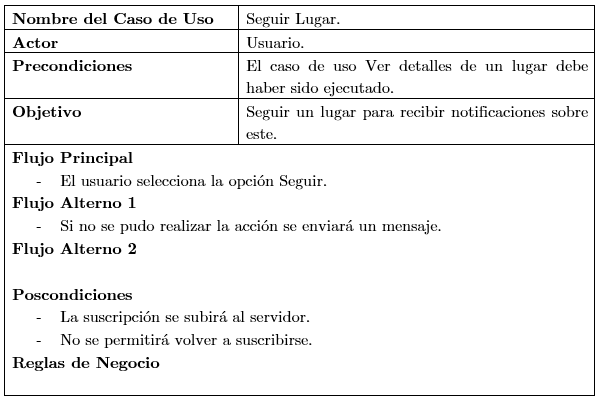 Nombre del Caso de Uso Seguir Lugar.
Actor Usuario.
Precondiciones El caso de uso Ver detalles de un lugar debe
haber sido ejecutado.
Objetivo Seguir un lugar para recibir notificaciones sobre
este.
Flujo Principal
- El usuario selecciona la opción Seguir.
Flujo Alterno 1
- Si no se pudo realizar la acción se enviará un mensaje.
Flujo Alterno 2
Poscondiciones
- La suscripción se subirá al servidor.
- No se permitirá volver a suscribirse.
Reglas de Negocio